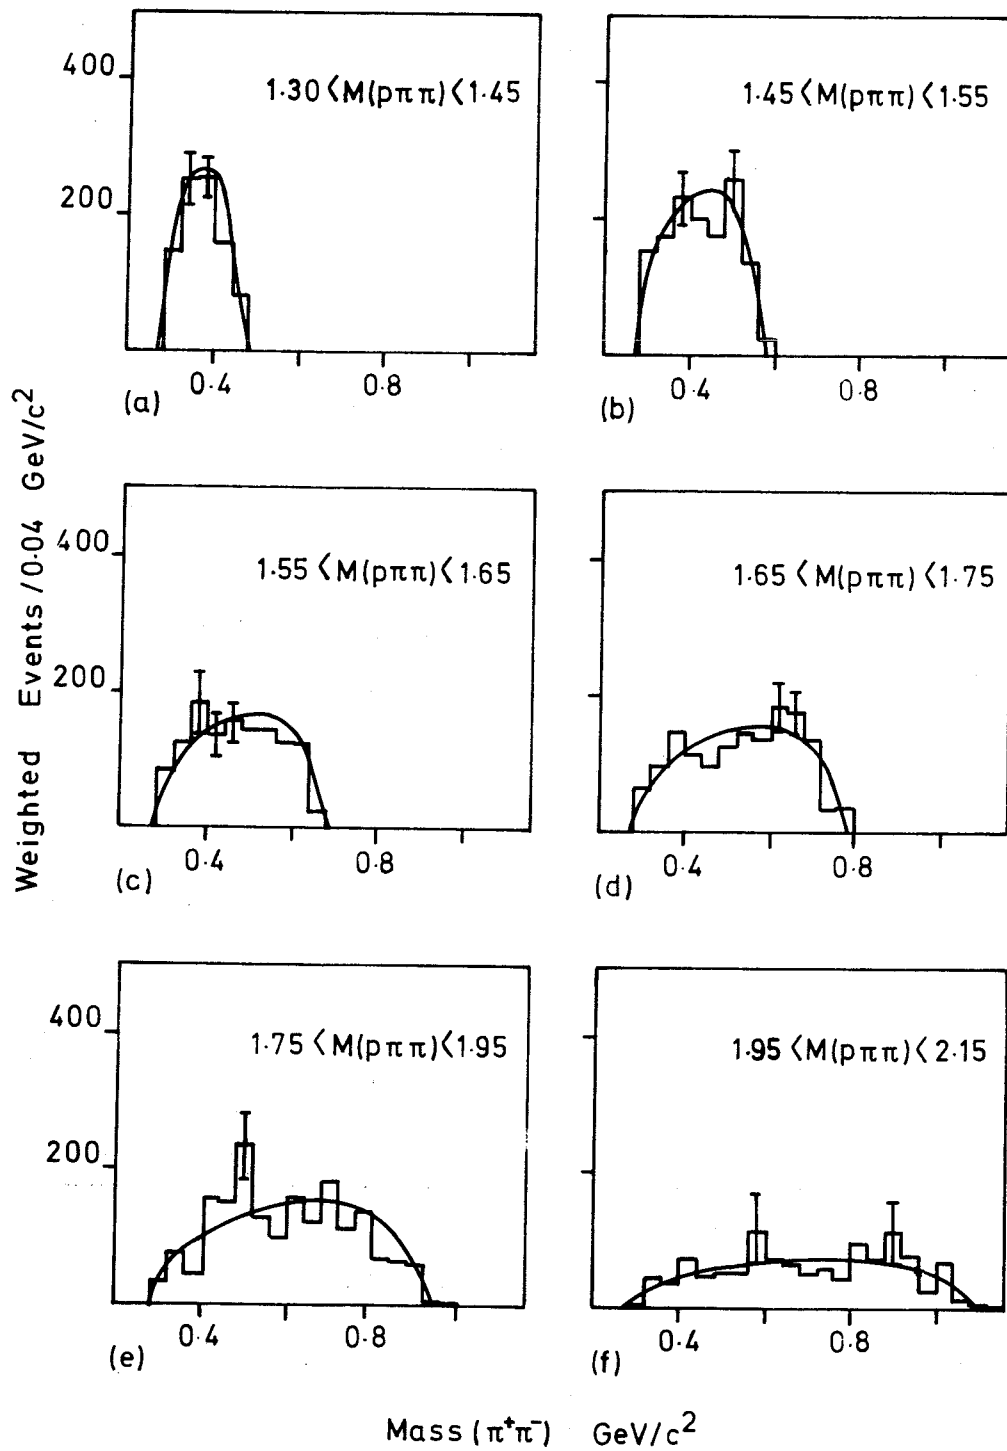 400
200
1·30 < M(pππ) < 1·45
0·4 0·8
(a)
1·45 < M(pππ) < 1·55
0·4 0·8
(b)
Weighted Events / 0·04 GeV/c²
400
200
1·55 < M(pππ) < 1·65
0·4 0·8
(c)
1·65 < M(pππ) < 1·75
0·4 0·8
(d)
400
200
1·75 < M(pππ) < 1·95
0·4 0·8
(e)
1·95 < M(pππ) < 2·15
0·4 0·8
(f)
Mass (π⁺π⁻) GeV/c²